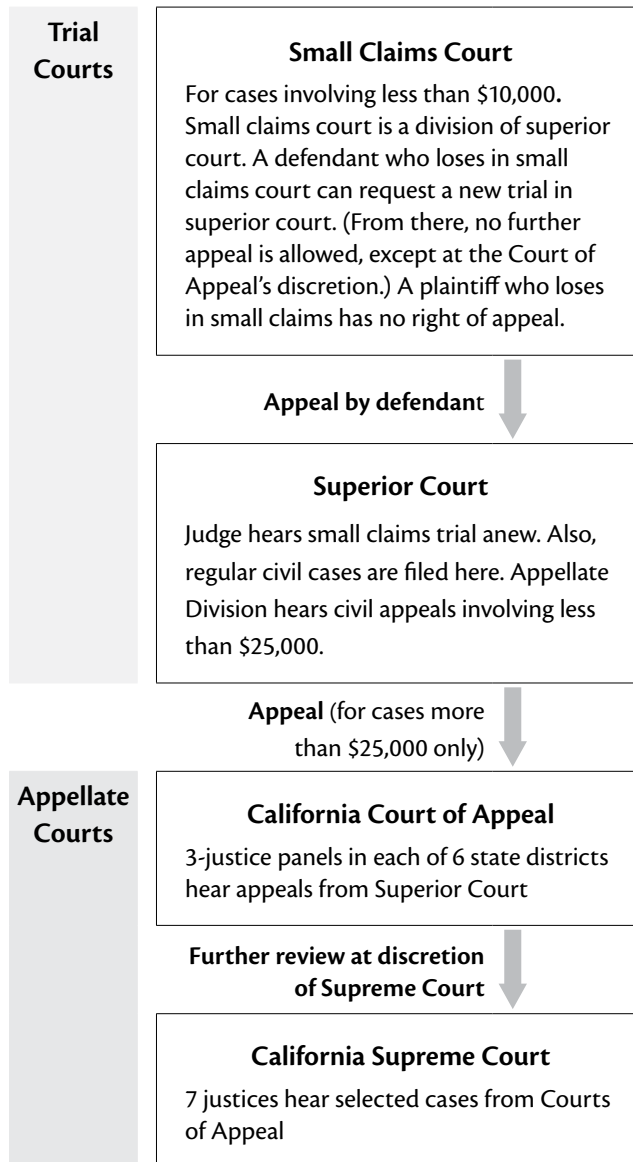 Trial
Courts
Small Claims Court
For cases involving less than $10,000.
Small claims court is a division of superior
court. A defendant who loses in small
claims court can request a new trial in
superior court. (From there, no further
appeal is allowed, except at the Court of
Appeal’s discretion.) A plaintiff who loses
in small claims has no right of appeal.
Appeal by defendant
Superior Court
Judge hears small claims trial anew. Also,
regular civil cases are filed here. Appellate
Division hears civil appeals involving less
than $25,000.
Appeal (for cases more
than $25,000 only)
Appellate
Courts
California Court of Appeal
3-justice panels in each of 6 state districts
hear appeals from Superior Court
Further review at discretion
of Supreme Court
California Supreme Court
7 justices hear selected cases from Courts
of Appeal